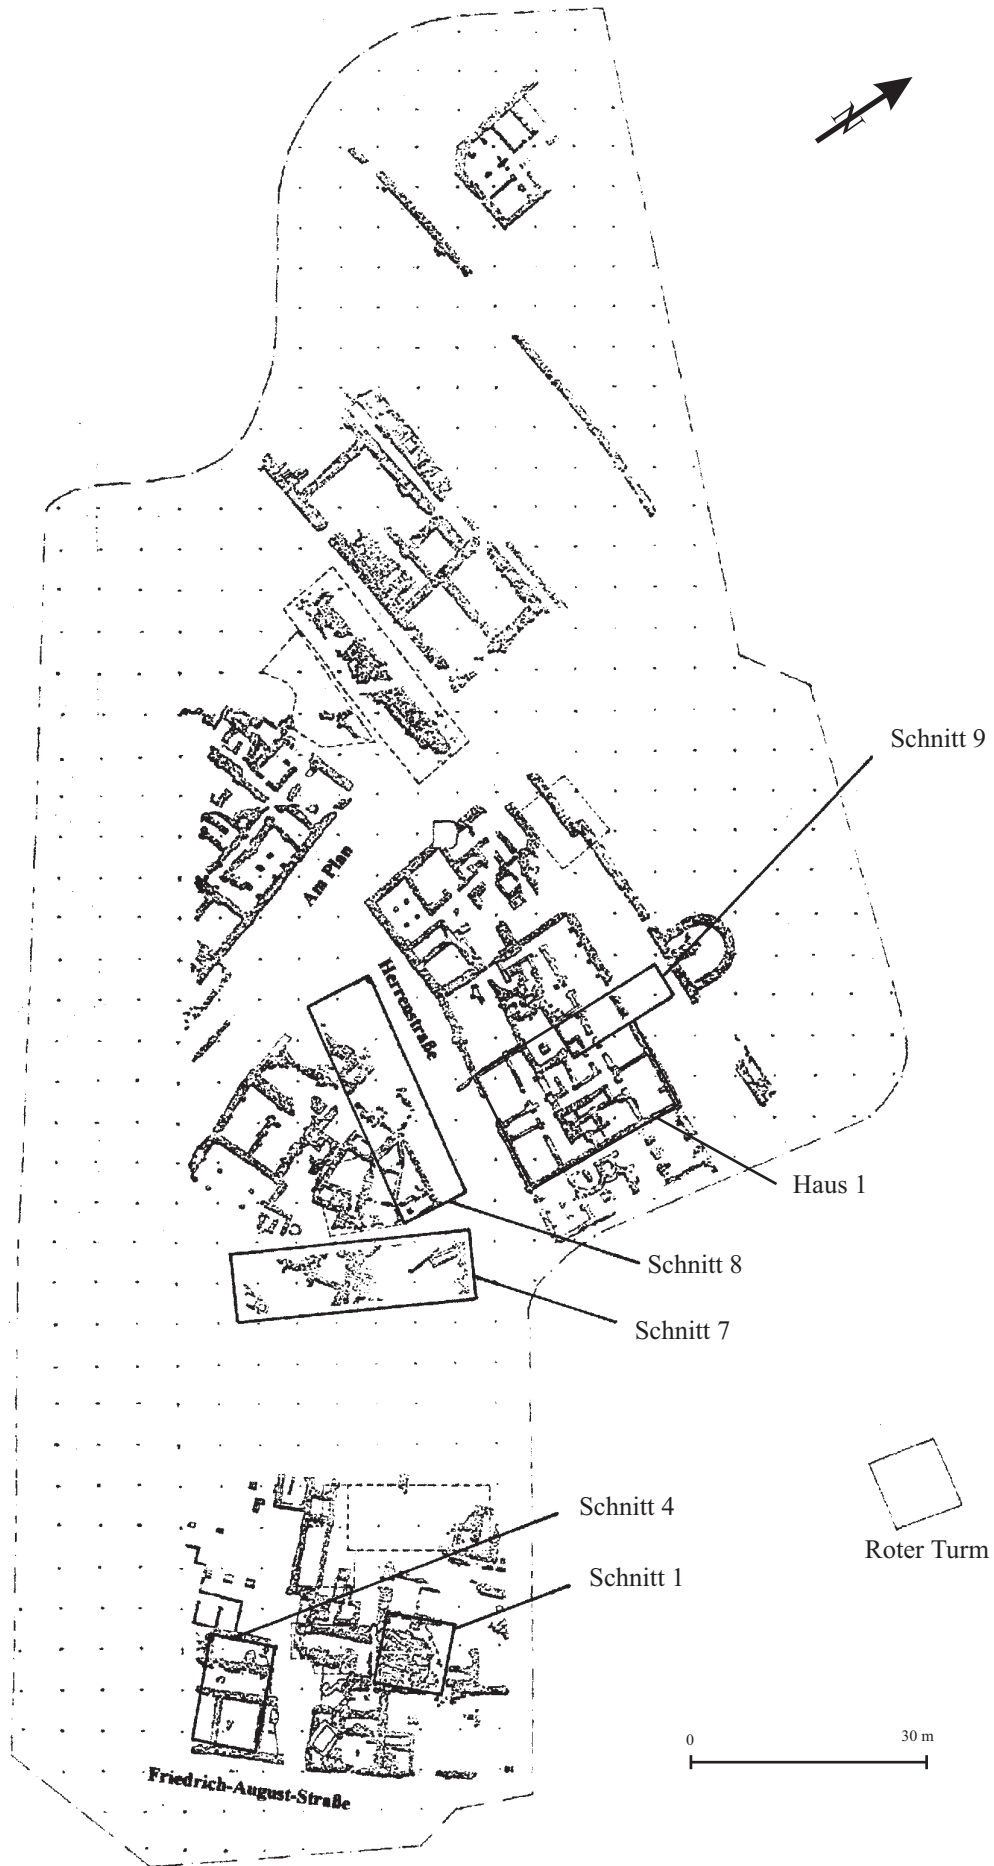 N
Schnitt 9
Am Plan
Herrenstraße
Haus 1
Schnitt 8
Schnitt 7
Schnitt 4
Roter Turm
Schnitt 1
0 30 m
Friedrich-August-Straße